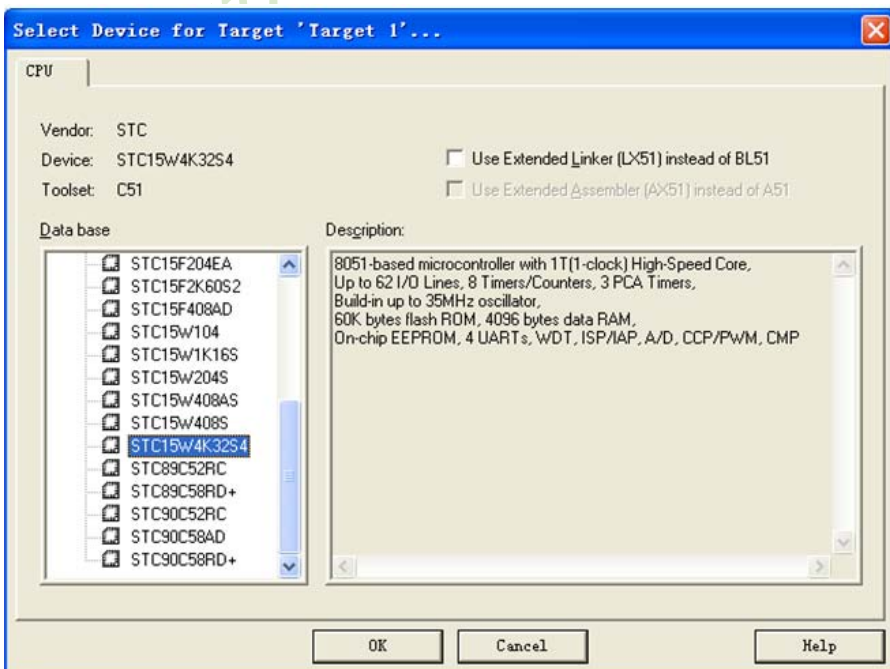 Select Device for Target 'Target 1'...
CPU
Vendor: STC
Device: STC15W4K32S4
Toolset: C51
Use Extended Linker (LX51) instead of BL51
Use Extended Assembler (AX51) instead of A51
Data base
STC15F204EA
STC15F2K60S2
STC15F408AD
STC15W104
STC15W1K16S
STC15W204S
STC15W408AS
STC15W408S
STC15W4K32S4
STC89C52RC
STC89C58RD+
STC90C52RC
STC90C58AD
STC90C58RD+
Description:
8051-based microcontroller with 1T(1-clock) High-Speed Core,
Up to 62 I/O Lines, 8 Timers/Counters, 3 PCA Timers,
Build-in up to 35MHz oscillator,
60K bytes flash ROM, 4096 bytes data RAM,
On-chip EEPROM, 4 UARTs, WDT, ISP/IAP, A/D, CCP/PWM, CMP
OK
Cancel
Help